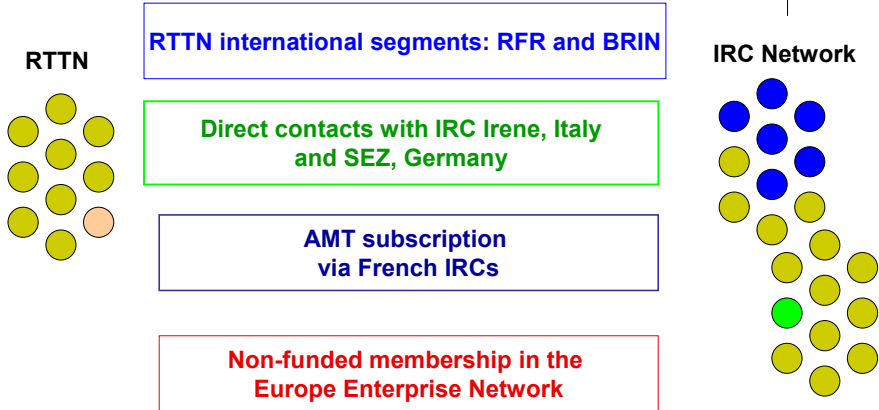 RTTN international segments: RFR and BRIN
RTTN
IRC Network
Direct contacts with IRC Irene, Italy
and SEZ, Germany
AMT subscription
via French IRCs
Non-funded membership in the
Europe Enterprise Network